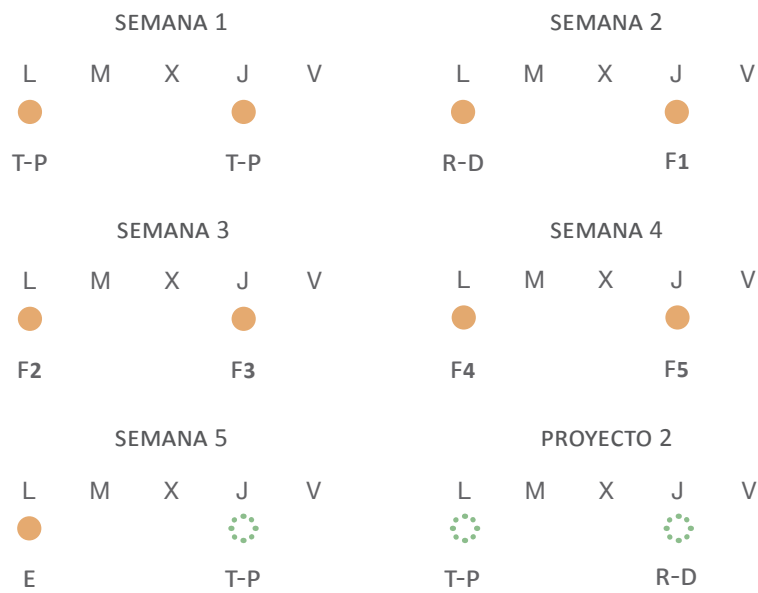 SEMANA 1
L M X J V
T-P T-P
SEMANA 2
L M X J V
R-D F1
SEMANA 3
L M X J V
F2 F3
SEMANA 4
L M X J V
F4 F5
SEMANA 5
L M X J V
E T-P
PROYECTO 2
L M X J V
T-P R-D